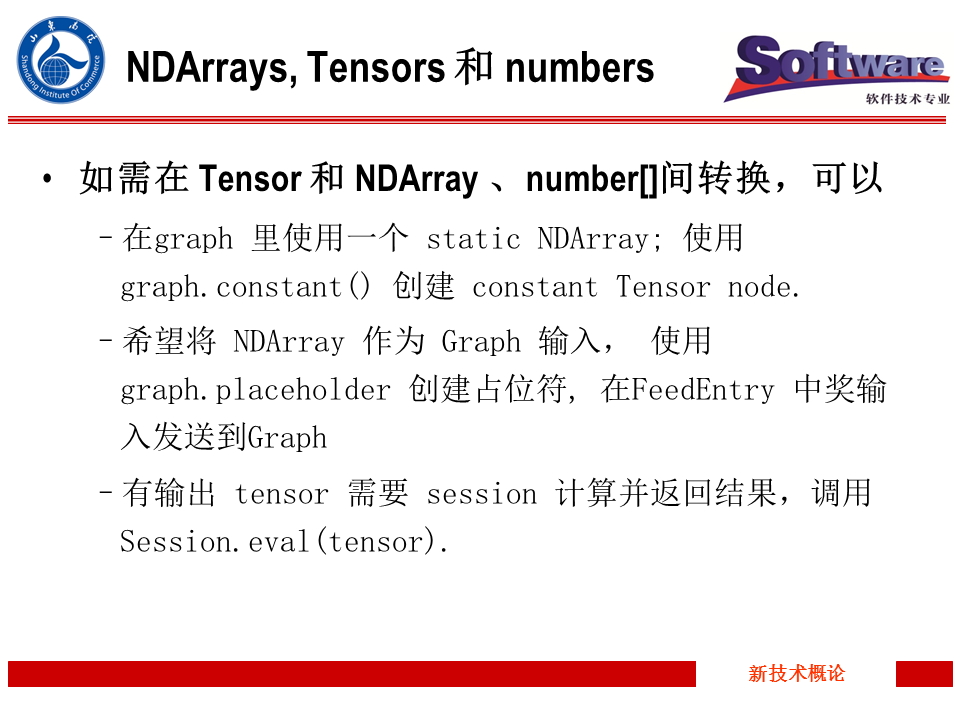 山东商院
Shandong Institute Of Commerce
NDArrays, Tensors 和 numbers
Software
软件技术专业
• 如需在 Tensor 和 NDArray 、number[]间转换，可以
–在graph 里使用一个 static NDArray; 使用
graph.constant() 创建 constant Tensor node.
–希望将 NDArray 作为 Graph 输入， 使用
graph.placeholder 创建占位符, 在FeedEntry 中奖输
入发送到Graph
–有输出 tensor 需要 session 计算并返回结果，调用
Session.eval(tensor).
新技术概论